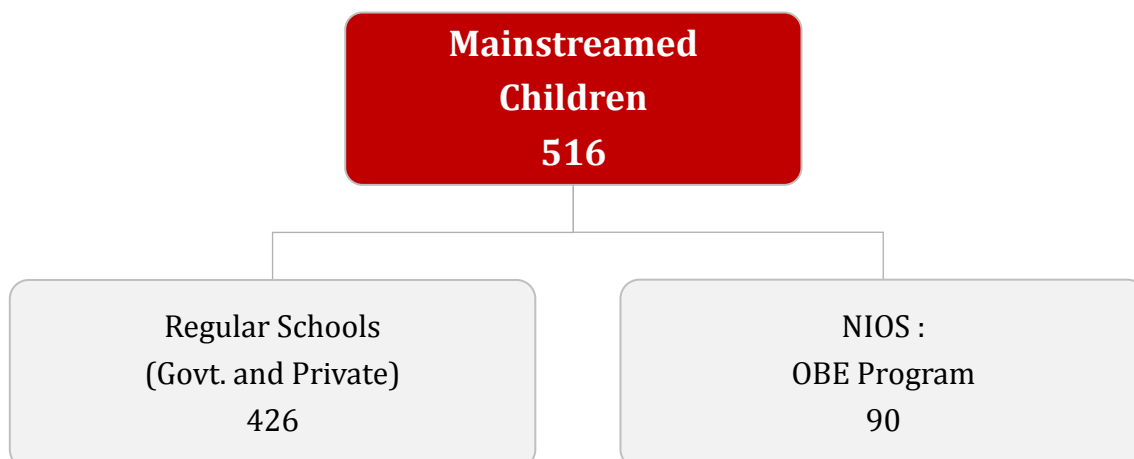 Mainstreamed
Children
516
Regular Schools
(Govt. and Private)
426
NIOS :
OBE Program
90